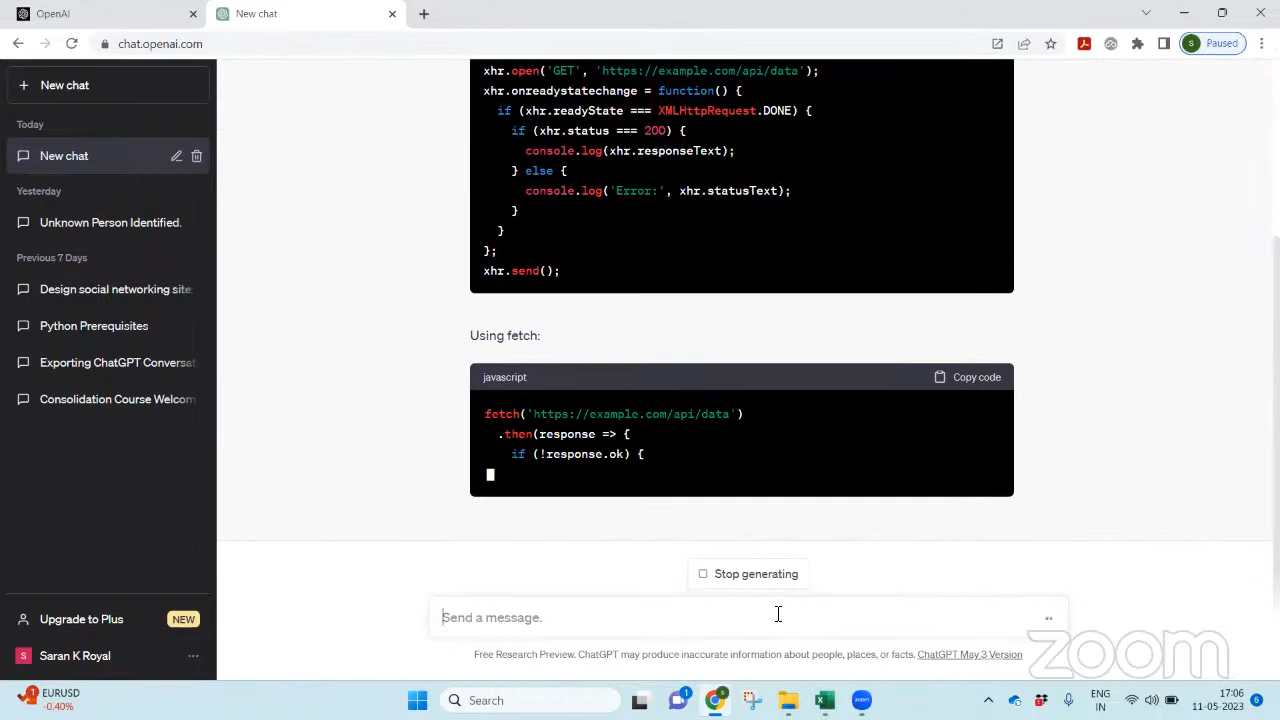 OpenAI
New chat
chat.openai.com
S
Paused
New chat
Today
New chat
Yesterday
Unknown Person Identified.
Previous 7 Days
Design social networking site
Python Prerequisites
Exporting ChatGPT Conversat
Consolidation Course Welcom
Upgrade to Plus
NEW
S
Saran K Royal
xhr.open('GET', 'https://example.com/api/data');
xhr.onreadystatechange = function() {
if (xhr.readyState === XMLHttpRequest.DONE) {
if (xhr.status === 200) {
console.log(xhr.responseText);
} else {
console.log('Error:', xhr.statusText);
}
}
};
xhr.send();
Using fetch:
javascript
Copy code
fetch('https://example.com/api/data')
.then(response => {
if (!response.ok) {
Stop generating
Send a message.
Free Research Preview. ChatGPT may produce inaccurate information about people, places, or facts. ChatGPT May 3 Version
zoom
1
EURUSD
-0.40%
Search
1
S
zoom
ENG
IN
17:06
11-05-2023
6